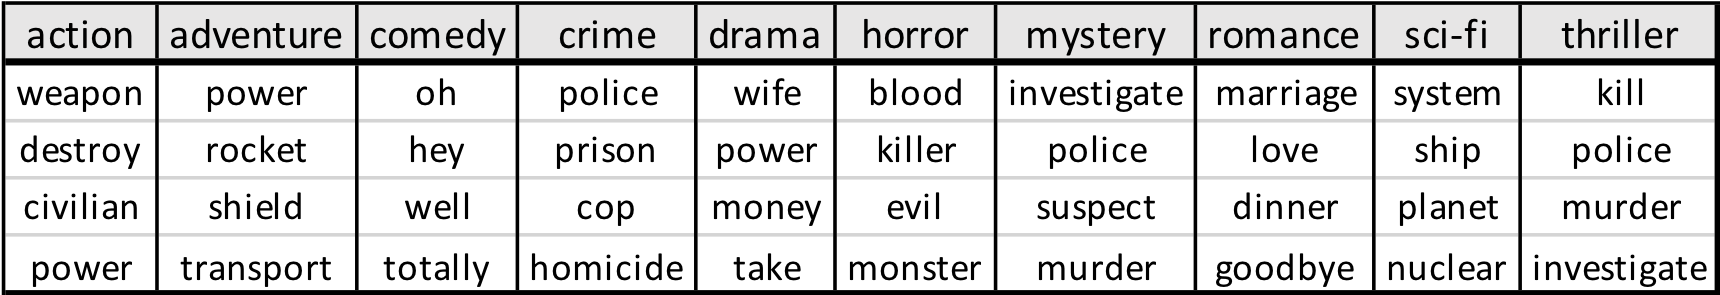 action adventure comedy crime drama horror mystery romance sci-fi thriller
weapon power oh police wife blood investigate marriage system kill
destroy rocket hey prison power killer police love ship police
civilian shield well cop money evil suspect dinner planet murder
power transport totally homicide take monster murder goodbye nuclear investigate